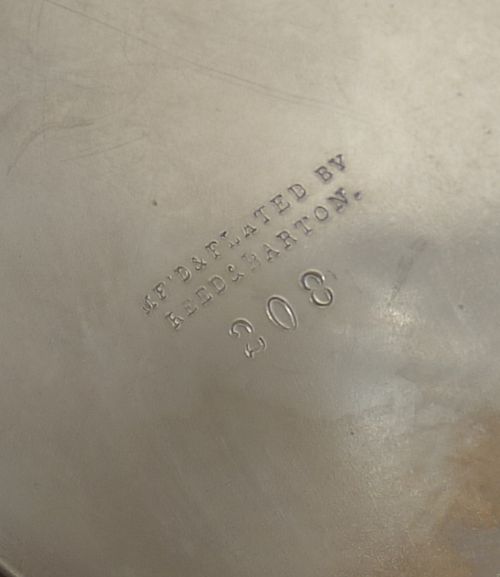 MF'D & PLATED BY
REED & BARTON.
208